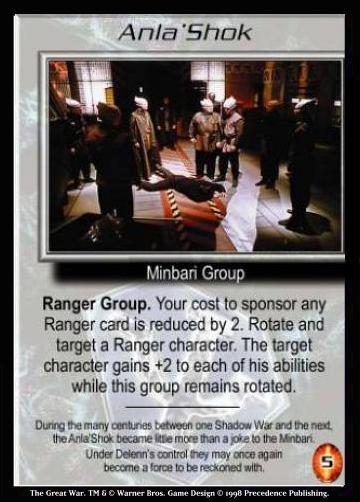 Anla'Shok
Minbari Group
Ranger Group. Your cost to sponsor any
Ranger card is reduced by 2. Rotate and
target a Ranger character. The target
character gains +2 to each of his abilities
while this group remains rotated.
During the many centuries between one Shadow War and the next,
the Anla'Shok became little more than a joke to the Minbari.
Under Delenn's control they may once again
become a force to be reckoned with.
5
The Great War. TM & © Warner Bros. Game Design © 1998 Precedence Publishing.